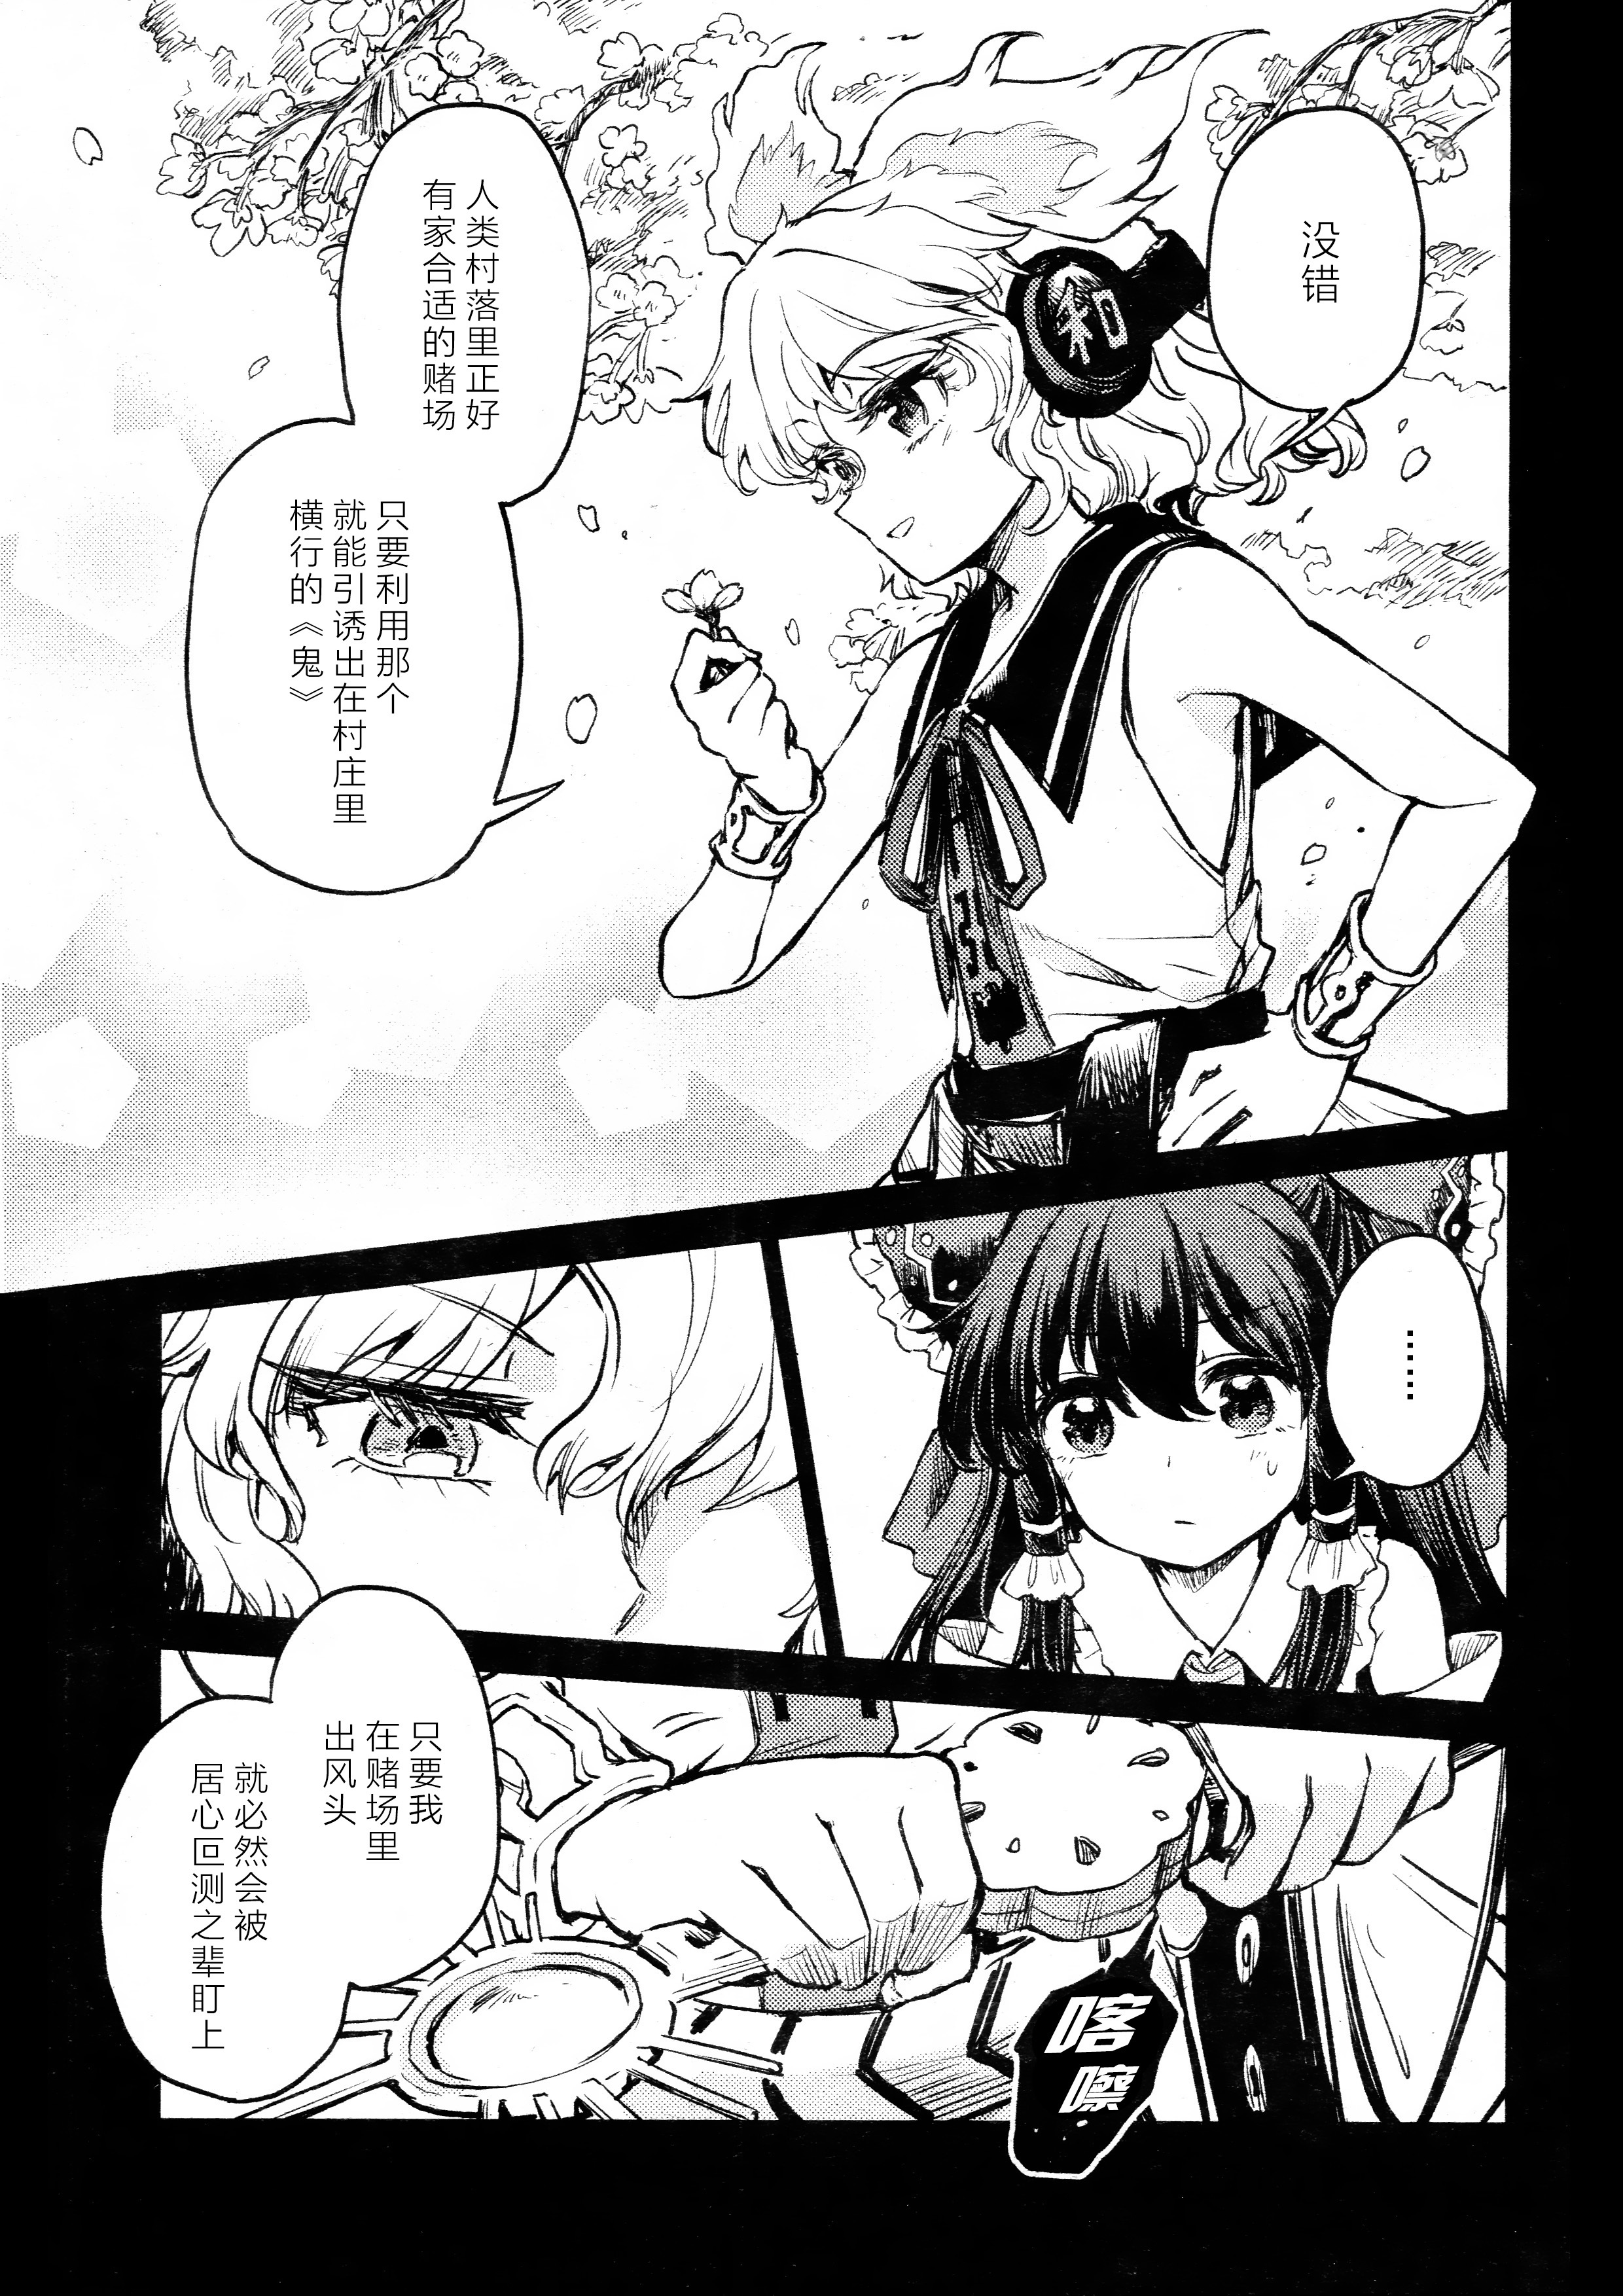 没错
和
人类村落里正好
有家合适的赌场
只要利用那个
就能引诱出在村庄里
横行的《鬼》
……
只要我
在赌场里
出风头
就必然会被
居心叵测之辈盯上
喀嚓